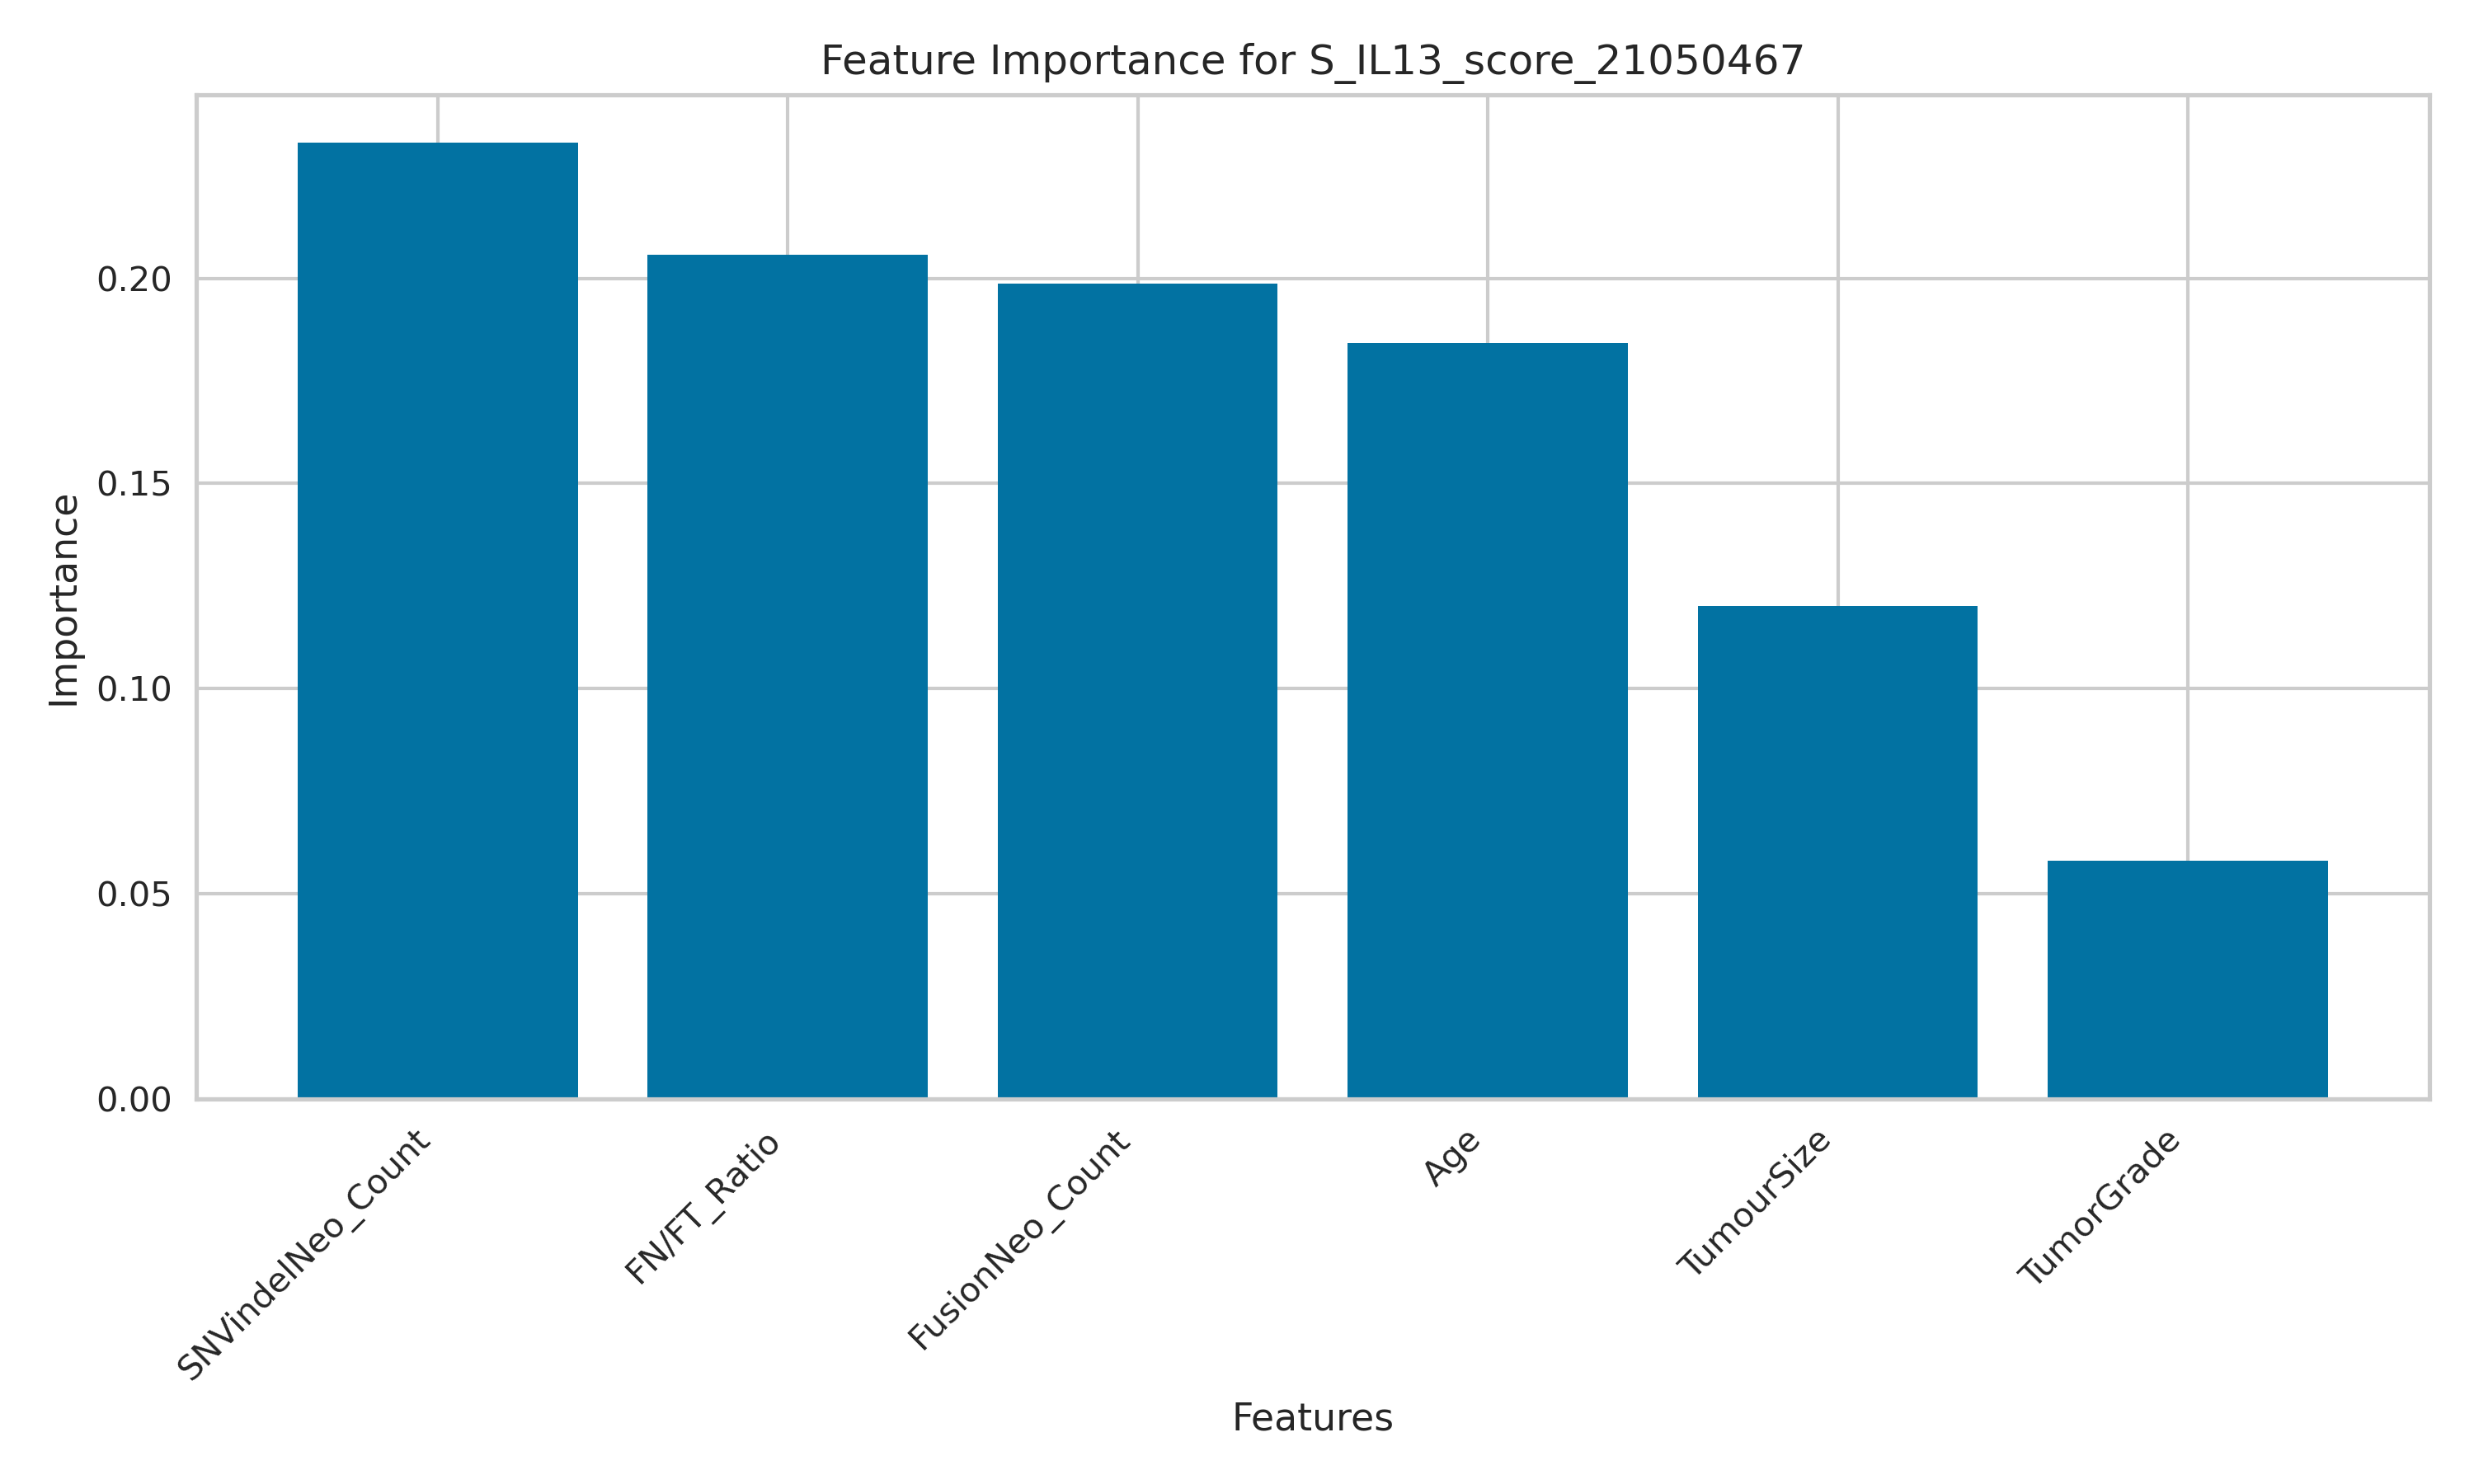 Feature Importance for S_IL13_score_21050467
Importance
0.20
0.15
0.10
0.05
0.00
SNVindelNeo_Count
FN/FT_Ratio
FusionNeo_Count
Age
TumourSize
TumorGrade
Features